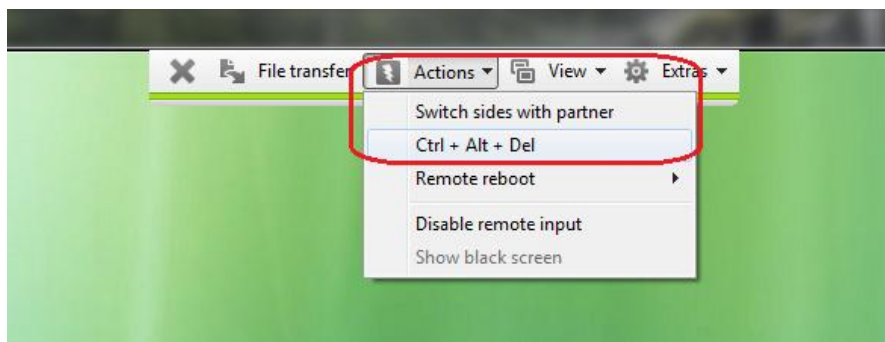 File transfer Actions View Extras
Switch sides with partner
Ctrl + Alt + Del
Remote reboot
Disable remote input
Show black screen